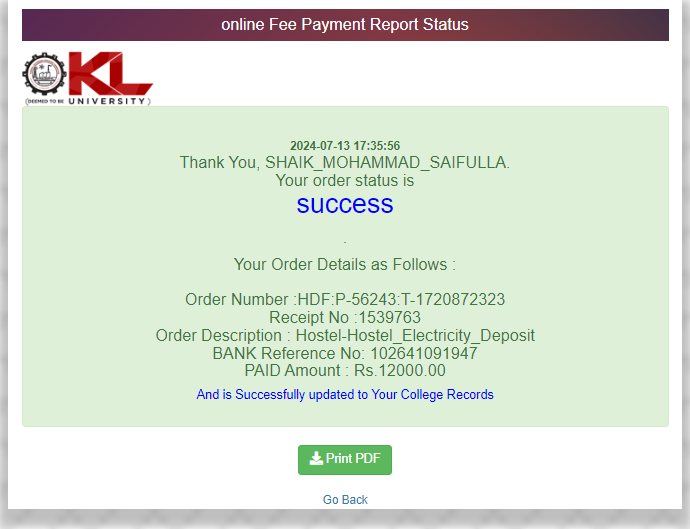 online Fee Payment Report Status
KL
(DEEMED TO BE UNIVERSITY)
2024-07-13 17:35:56
Thank You, SHAIK_MOHAMMAD_SAIFULLA.
Your order status is
success
.
Your Order Details as Follows :
Order Number :HDF:P-56243:T-1720872323
Receipt No :1539763
Order Description : Hostel-Hostel_Electricity_Deposit
BANK Reference No: 102641091947
PAID Amount : Rs.12000.00
And is Successfully updated to Your College Records
Print PDF
Go Back